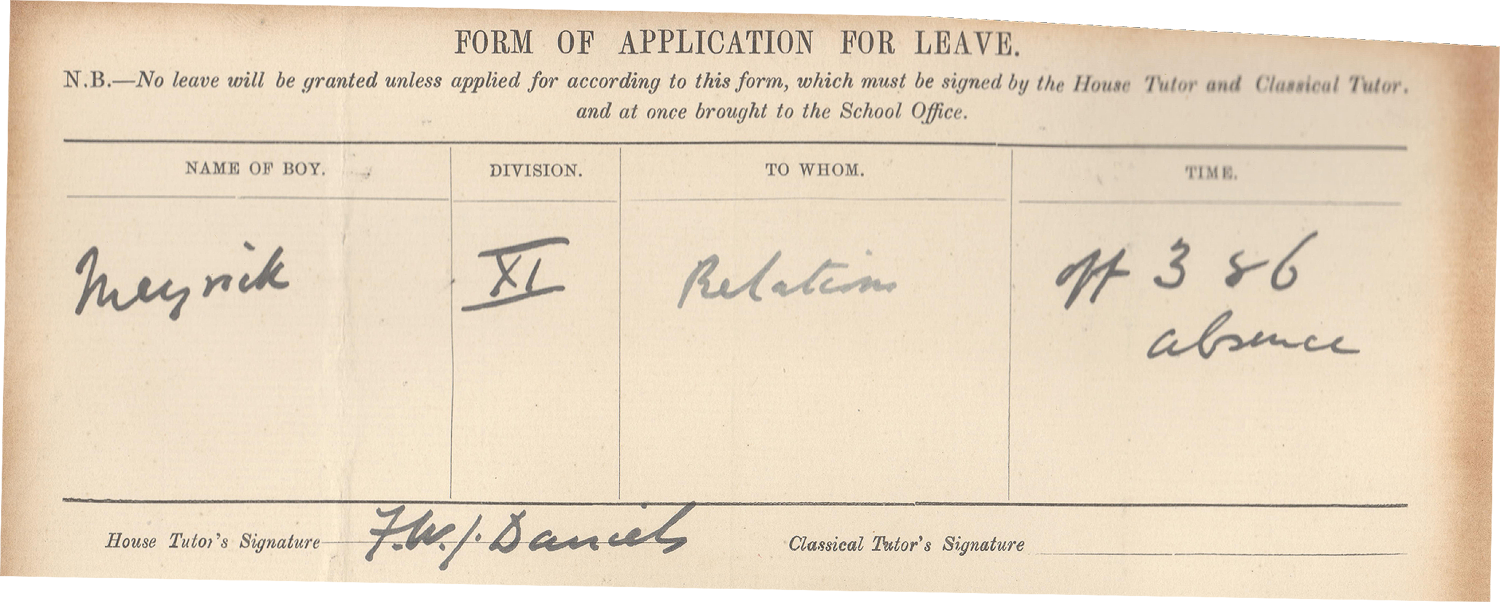 FORM OF APPLICATION FOR LEAVE.
N.B.—No leave will be granted unless applied for according to this form, which must be signed by the House Tutor and Classical Tutor.
and at once brought to the School Office.
NAME OF BOY. DIVISION. TO WHOM. TIME.
Meyrick XI Relations off 3 & 6
absence
House Tutor's Signature F.W.J. Daniels Classical Tutor's Signature